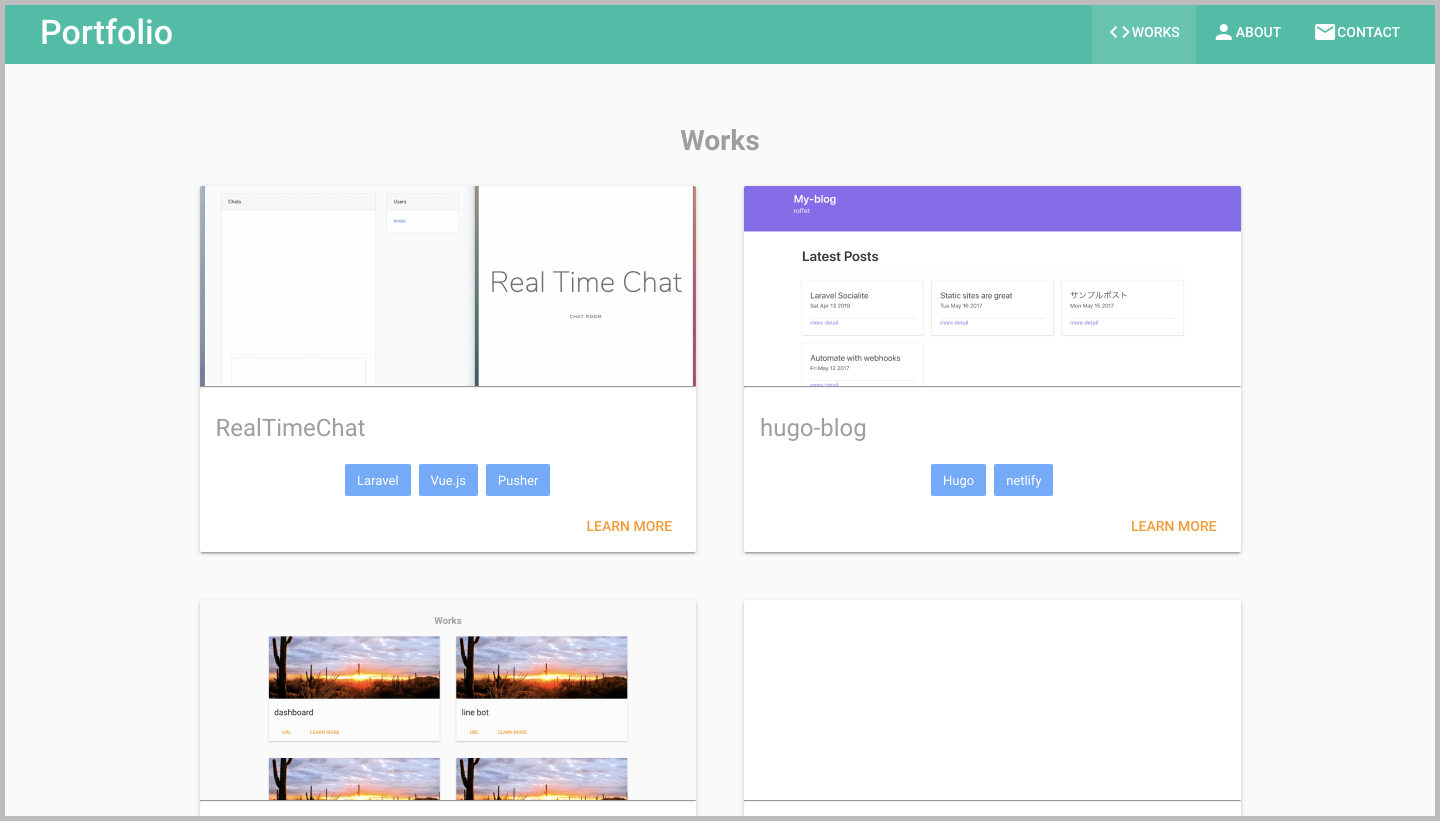 Portfolio
WORKS
ABOUT
CONTACT
Works
Chats
Users
Real Time Chat
CHAT ROOM
RealTimeChat
Laravel
Vue.js
Pusher
LEARN MORE
My-blog
roffet
Latest Posts
Laravel Socialite
Sat Apr 13 2019
more detail
Static sites are great
Tue May 16 2017
more detail
サンプルポスト
Mon May 15 2017
more detail
Automate with webhooks
Fri May 12 2017
more detail
hugo-blog
Hugo
netlify
LEARN MORE
Works
dashboard
URL
LEARN MORE
line bot
URL
LEARN MORE